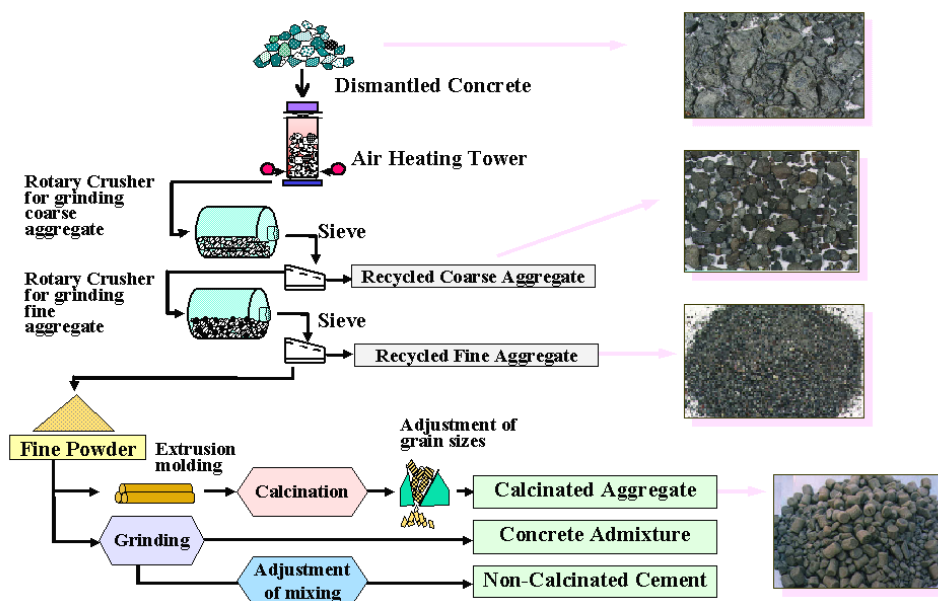 Dismantled Concrete
Air Heating Tower
Rotary Crusher
for grinding
coarse
aggregate
Sieve
Recycled Coarse Aggregate
Rotary Crusher
for grinding
fine
aggregate
Sieve
Recycled Fine Aggregate
Fine Powder
Extrusion
molding
Calcination
Adjustment of
grain sizes
Calcinated Aggregate
Grinding
Concrete Admixture
Adjustment
of mixing
Non-Calcinated Cement